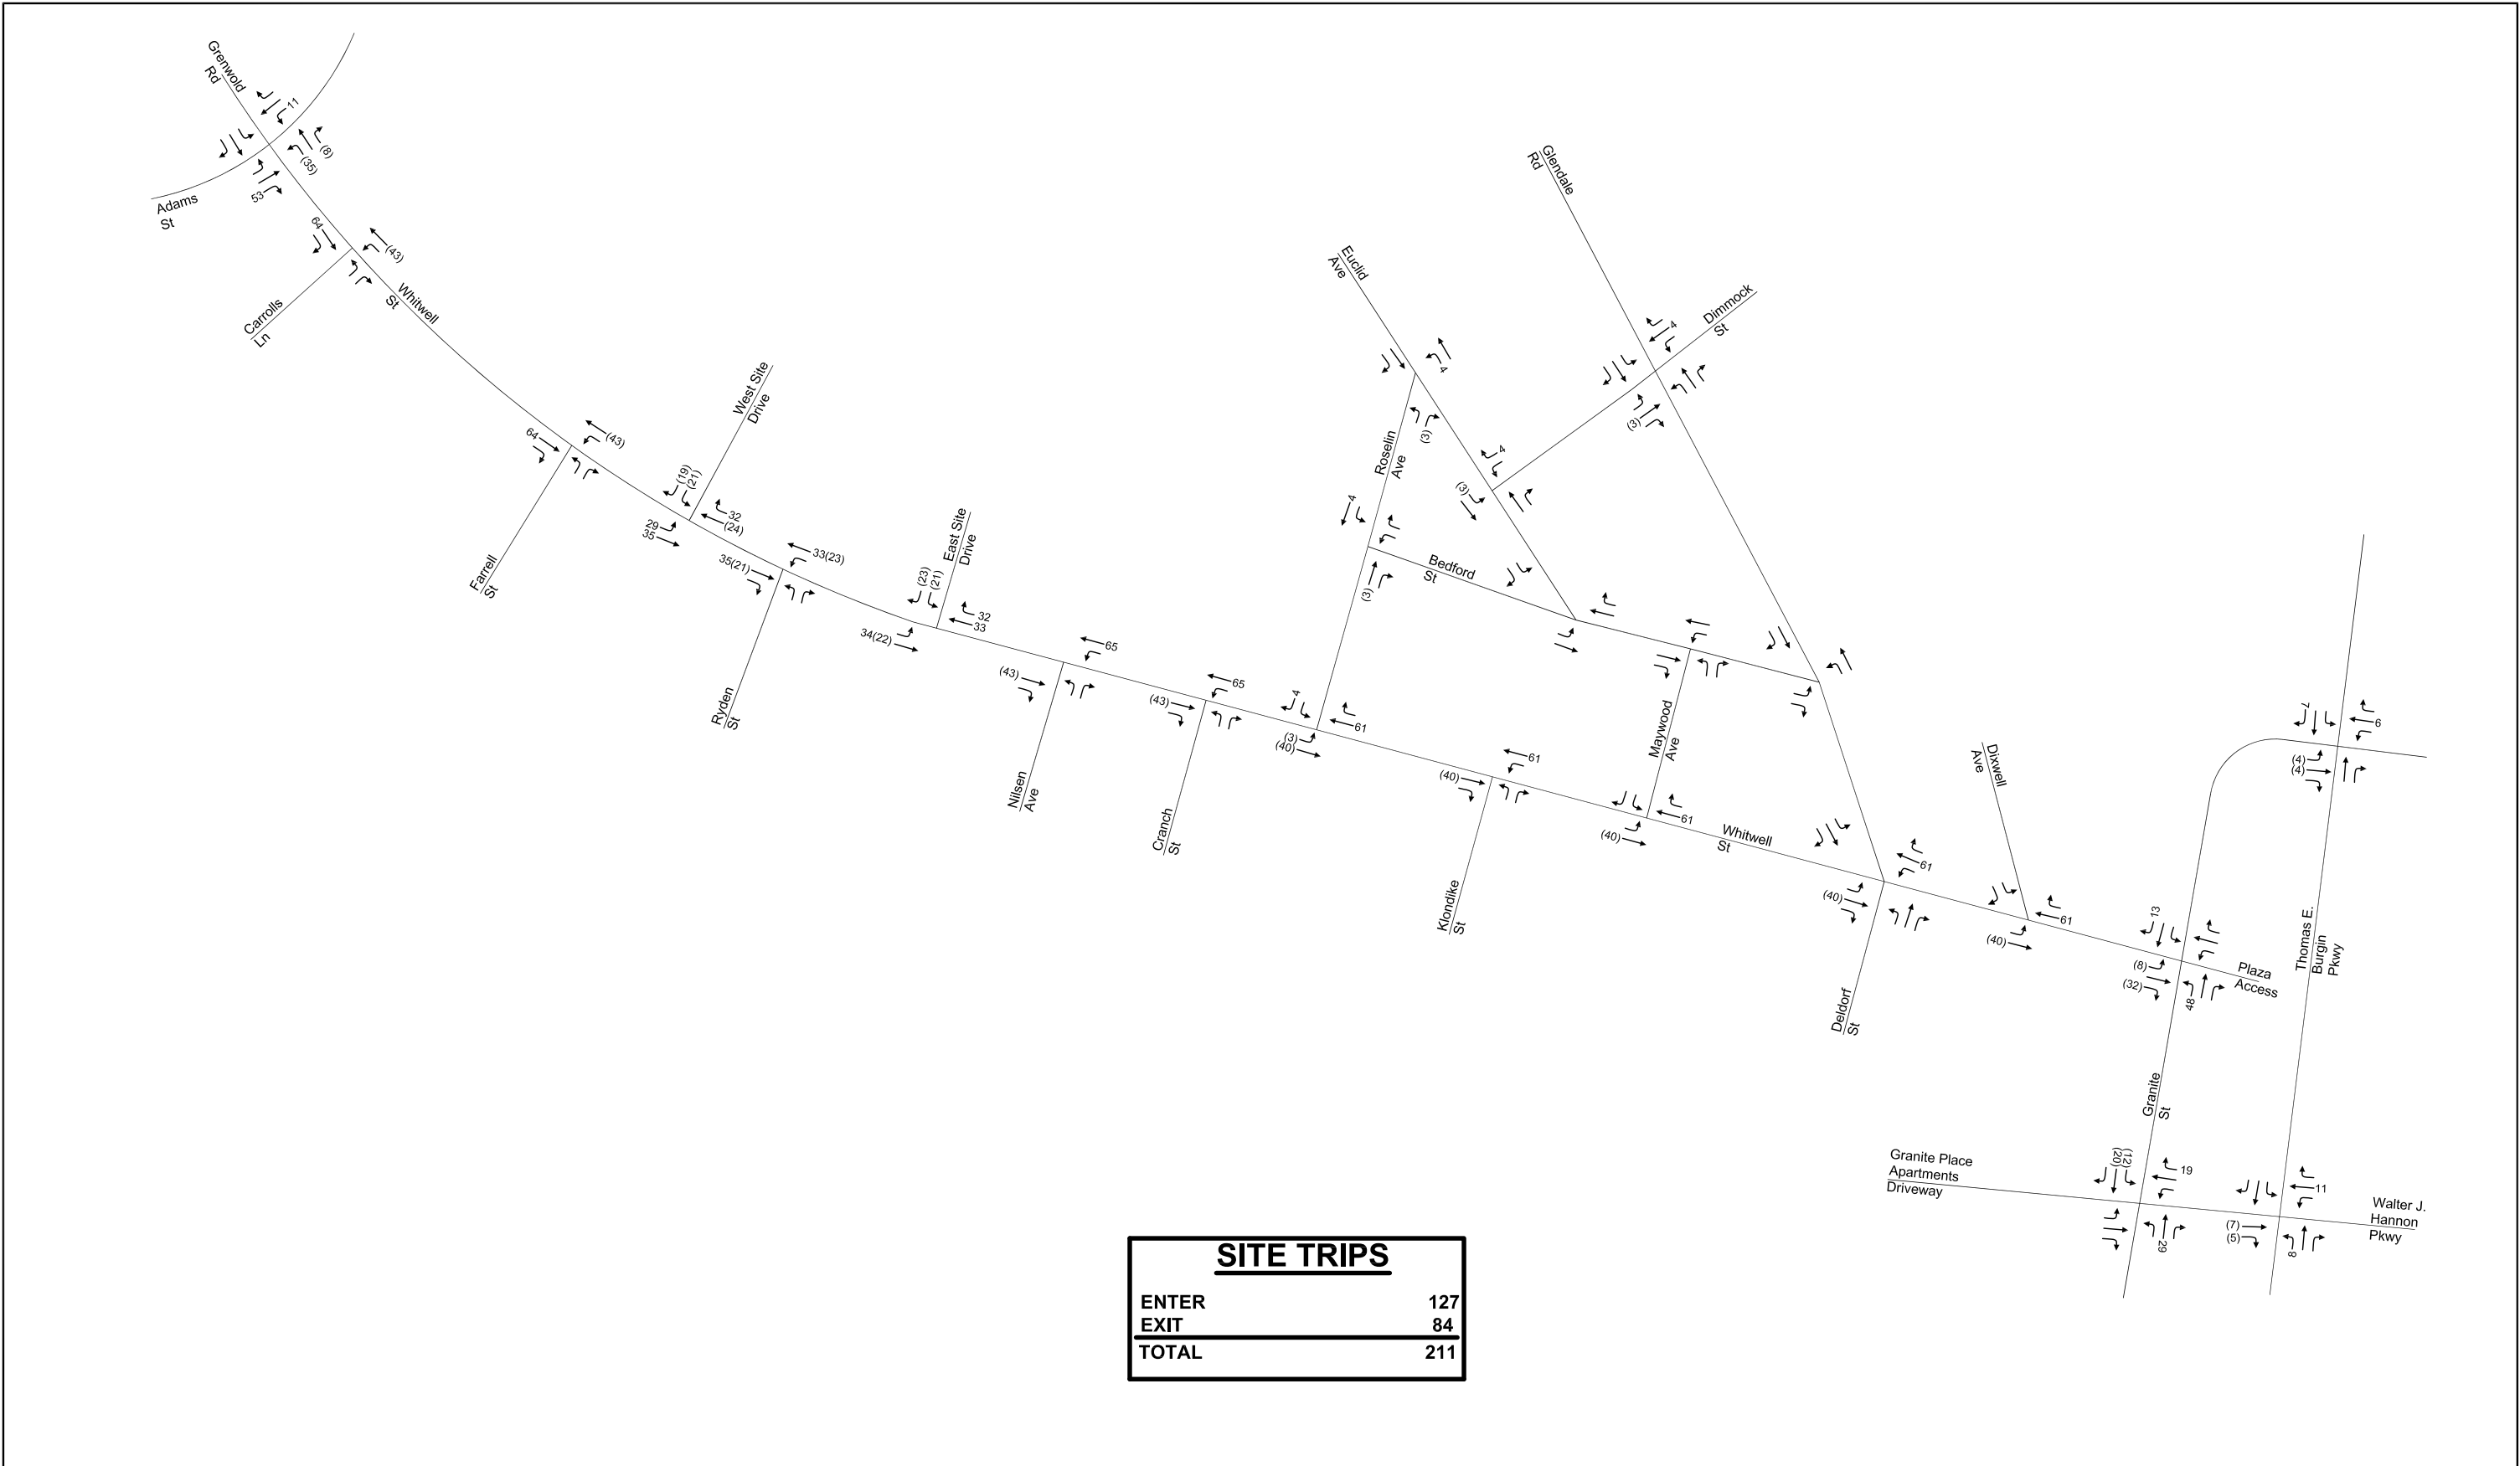 Grenwold
Rd
11
(8)
(35)
53
Adams
St
64
(43)
Carrolls
Ln
Whitwell
St
64
(43)
Farrell
St
West Site
Drive
(19)
(21)
32
(24)
29
35
33(23)
35(21)
Ryden
St
East Site
Drive
(23)
(21)
32
33
34(22)
65
(43)
Nilsen
Ave
65
(43)
Cranch
St
Euclid
Ave
4
(3)
Roselin
Ave
4
(3)
Bedford
St
4
61
(3)
(40)
Glendale
Rd
Dimmock
St
4
(3)
4
(3)
61
(40)
Klondike
St
Maywood
Ave
61
(40)
Whitwell
St
61
(40)
Deldorf
St
Dixwell
Ave
61
(40)
13
(8)
(32)
48
Plaza
Access
7
6
(4)
(4)
Thomas E.
Burgin
Pkwy
Granite
St
Granite Place
Apartments
Driveway
(20)
(12)
19
29
11
(7)
(5)
8
Walter J.
Hannon
Pkwy
SITE TRIPS
ENTER 127
EXIT 84
TOTAL 211